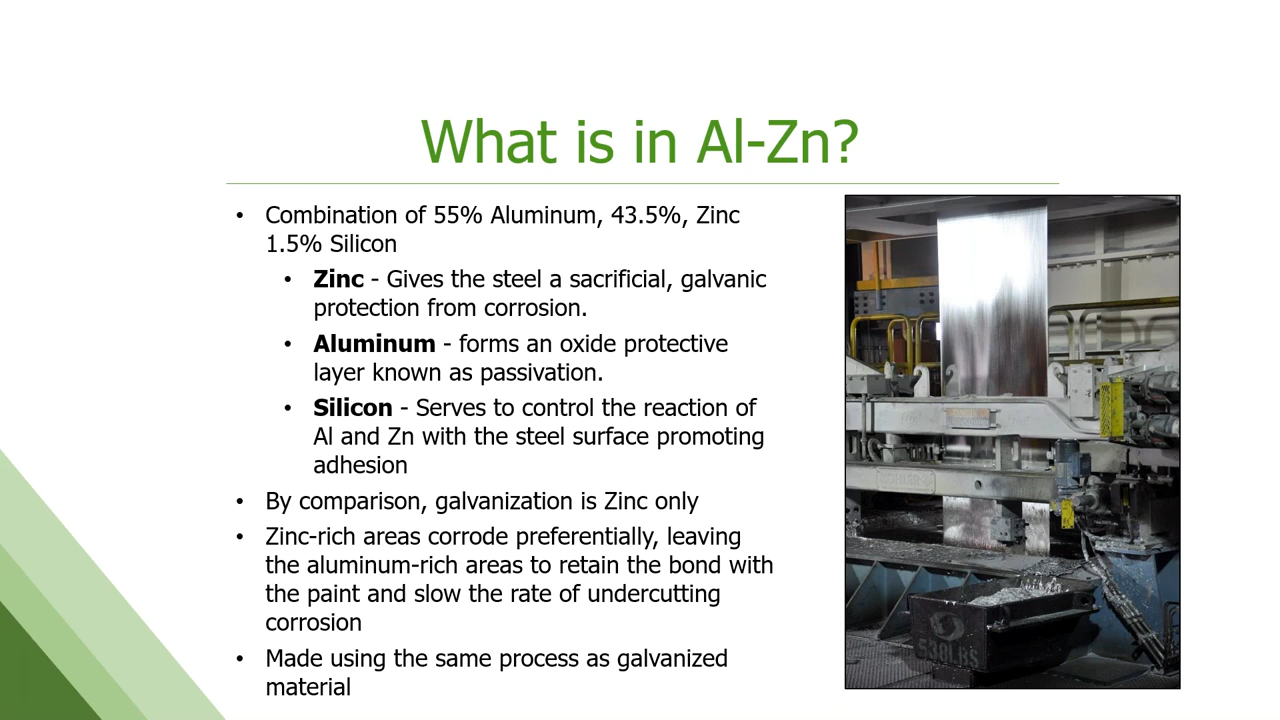 What is in Al-Zn?
• Combination of 55% Aluminum, 43.5%, Zinc
1.5% Silicon
• Zinc - Gives the steel a sacrificial, galvanic
protection from corrosion.
• Aluminum - forms an oxide protective
layer known as passivation.
• Silicon - Serves to control the reaction of
Al and Zn with the steel surface promoting
adhesion
• By comparison, galvanization is Zinc only
• Zinc-rich areas corrode preferentially, leaving
the aluminum-rich areas to retain the bond with
the paint and slow the rate of undercutting
corrosion
• Made using the same process as galvanized
material
538LBS